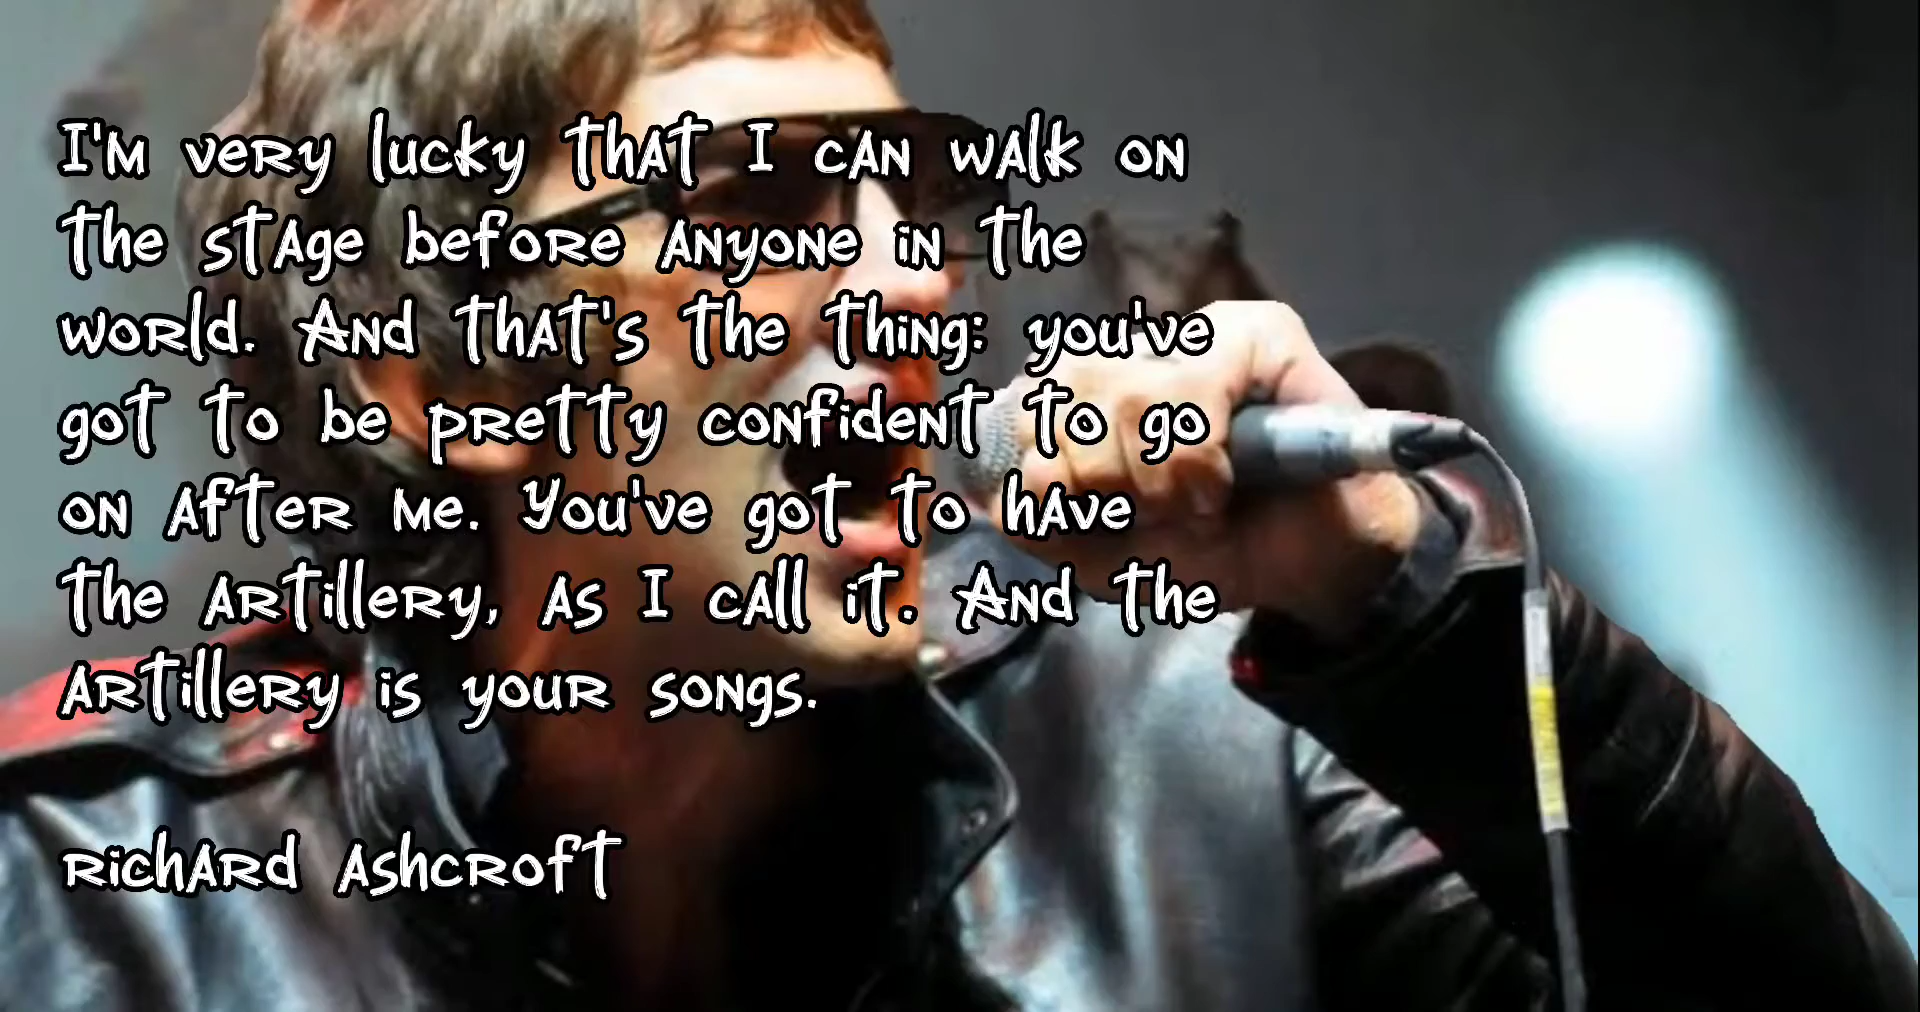 I'm very lucky that I can walk on
the stage before anyone in the
world. And that's the thing: you've
got to be pretty confident to go
on after me. You've got to have
the artillery, as I call it. And the
artillery is your songs.
Richard Ashcroft